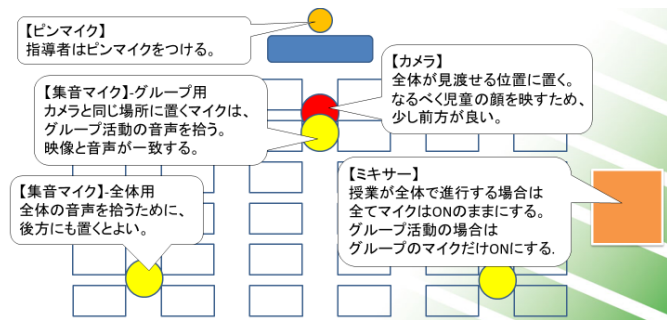 【ピンマイク】
指導者はピンマイクをつける。
【カメラ】
全体が見渡せる位置に置く。
なるべく児童の顔を映すため、
少し前方が良い。
【集音マイク】-グループ用
カメラと同じ場所に置くマイクは、
グループ活動の音声を拾う。
映像と音声が一致する。
【ミキサー】
授業が全体で進行する場合は
全てマイクはONのままにする。
グループ活動の場合は
グループのマイクだけONにする.
【集音マイク】-全体用
全体の音声を拾うために、
後方にも置くとよい。